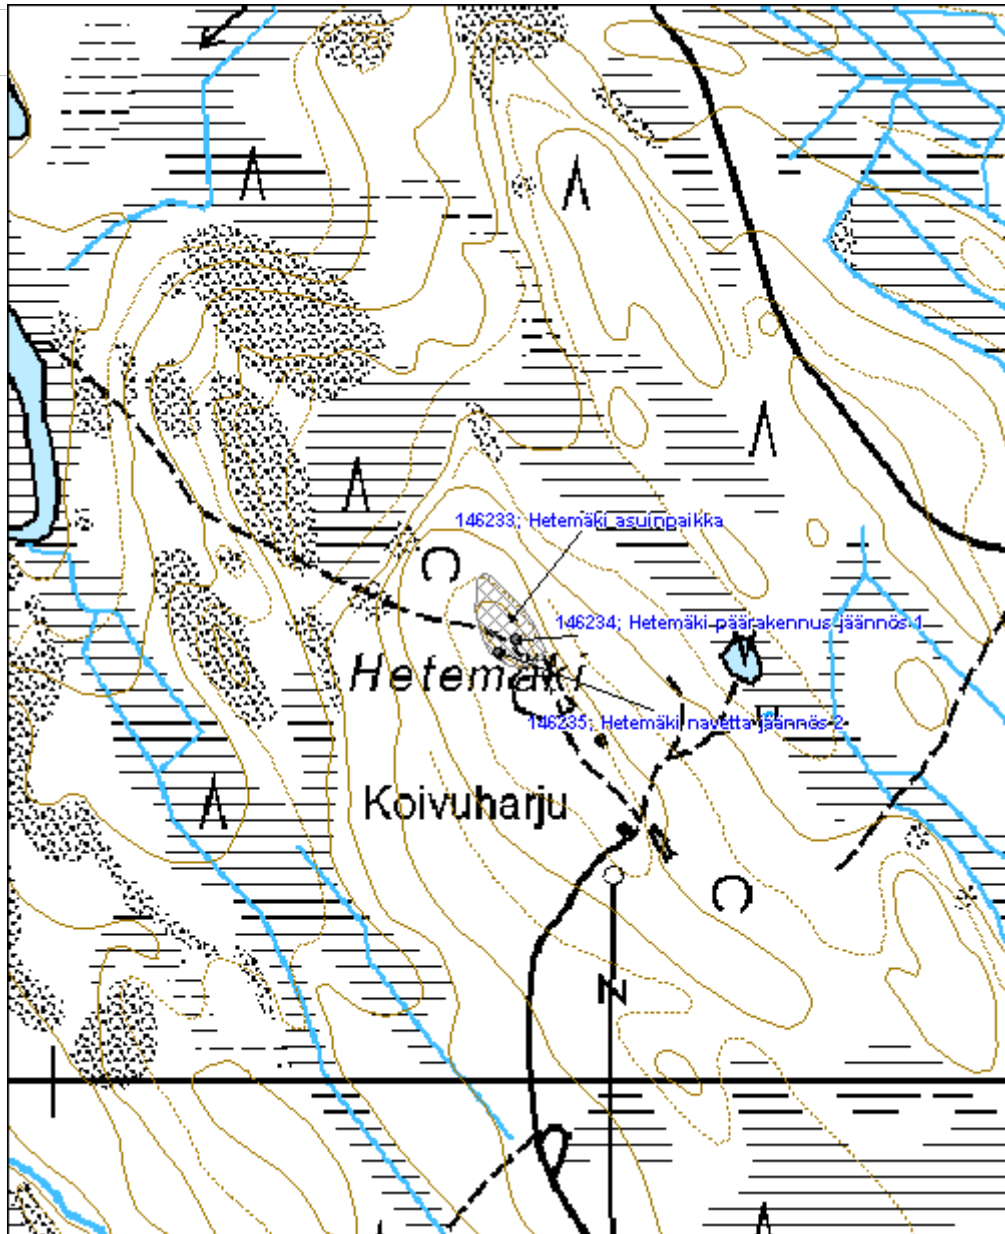 146233; Hetemäki asuinpaikka
146234; Hetemäki päärakennus jäännös 1
Hetemäki
146235; Hetemäki navetta jäännös 2
Koivuharju
Z